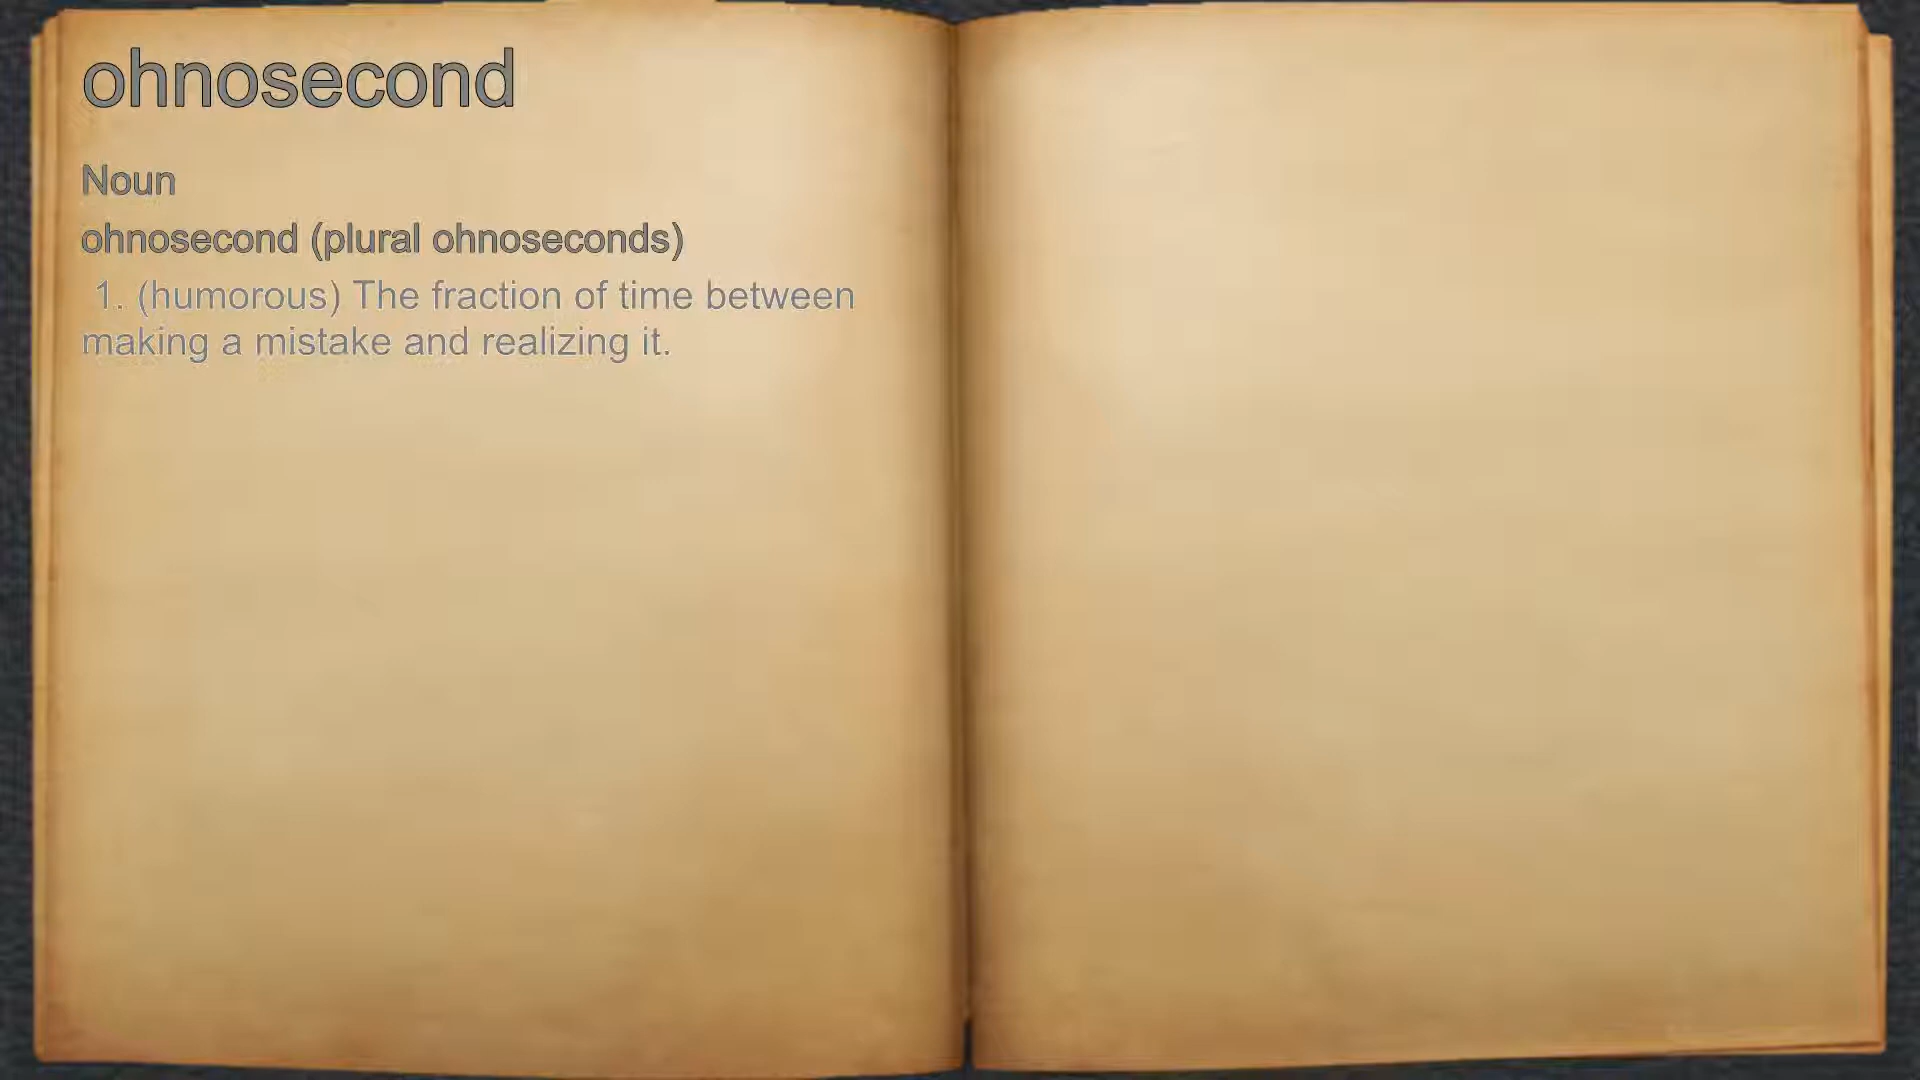 ohnosecond
Noun
ohnosecond (plural ohnoseconds)
1. (humorous) The fraction of time between
making a mistake and realizing it.